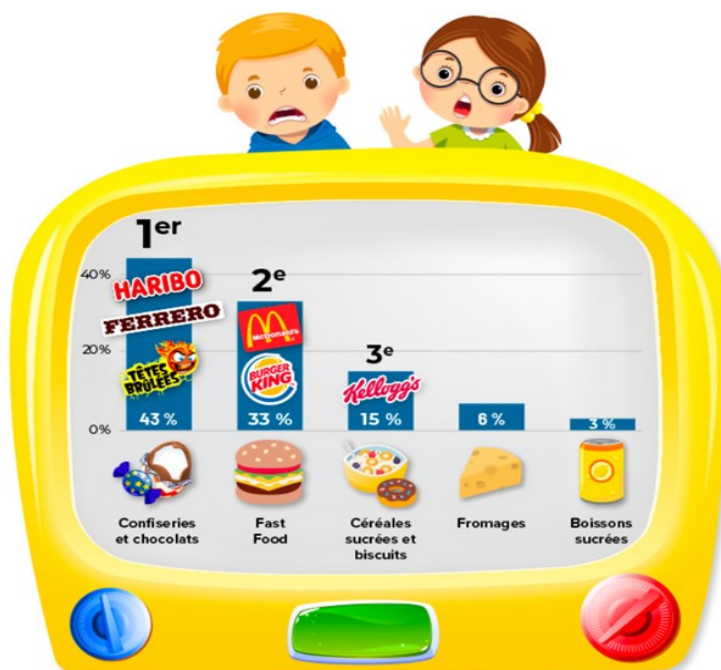 1er
40%
HARIBO
2e
FERRERO
McDonald's
20%
3e
TÊTES
BRÛLÉES
BURGER
KING
Kellogg's
43 %
33 %
15 %
6 %
3 %
0%
Confiseries
et chocolats
Fast
Food
Céréales
sucrées et
biscuits
Fromages
Boissons
sucrées